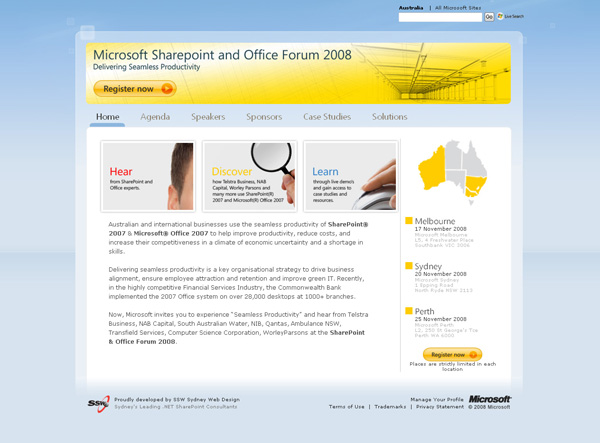 Australia | All Microsoft Sites
Go Live Search
Microsoft Sharepoint and Office Forum 2008
Delivering Seamless Productivity
Register now
Home Agenda Speakers Sponsors Case Studies Solutions
Hear
from SharePoint and
Office experts.
Discover
how Telstra Business, NAB
Capital, Worley Parsons and
many more use SharePoint(R)
2007 and Microsoft(R) Office 2007
Learn
through live demo's
and gain access to
case studies and
resources.
Australian and international businesses use the seamless productivity of SharePoint®
2007 & Microsoft® Office 2007 to help improve productivity, reduce costs, and
increase their competitiveness in a climate of economic uncertainty and a shortage in
skills.
Delivering seamless productivity is a key organisational strategy to drive business
alignment, ensure employee attraction and retention and improve green IT. Recently,
in the highly competitive Financial Services Industry, the Commonwealth Bank
implemented the 2007 Office system on over 28,000 desktops at 1000+ branches.
Now, Microsoft invites you to experience "Seamless Productivity" and hear from Telstra
Business, NAB Capital, South Australian Water, NIB, Qantas, Ambulance NSW,
Transfield Services, Computer Science Corporation, WorleyParsons at the SharePoint
& Office Forum 2008.
Melbourne
17 November 2008
Microsoft Melbourne
L5, 4 Freshwater Place
Southbank VIC 3006
Sydney
20 November 2008
Microsoft Sydney
1 Epping Road
North Ryde NSW 2113
Perth
25 November 2008
Microsoft Perth
L2, 250 St George's Tce
Perth WA 6000
Register now
Places are strictly limited in each
location
SSW
Proudly developed by SSW Sydney Web Design
Sydney's Leading .NET SharePoint Consultants
Manage Your Profile
Terms of Use | Trademarks | Privacy Statement
Microsoft
© 2008 Microsoft